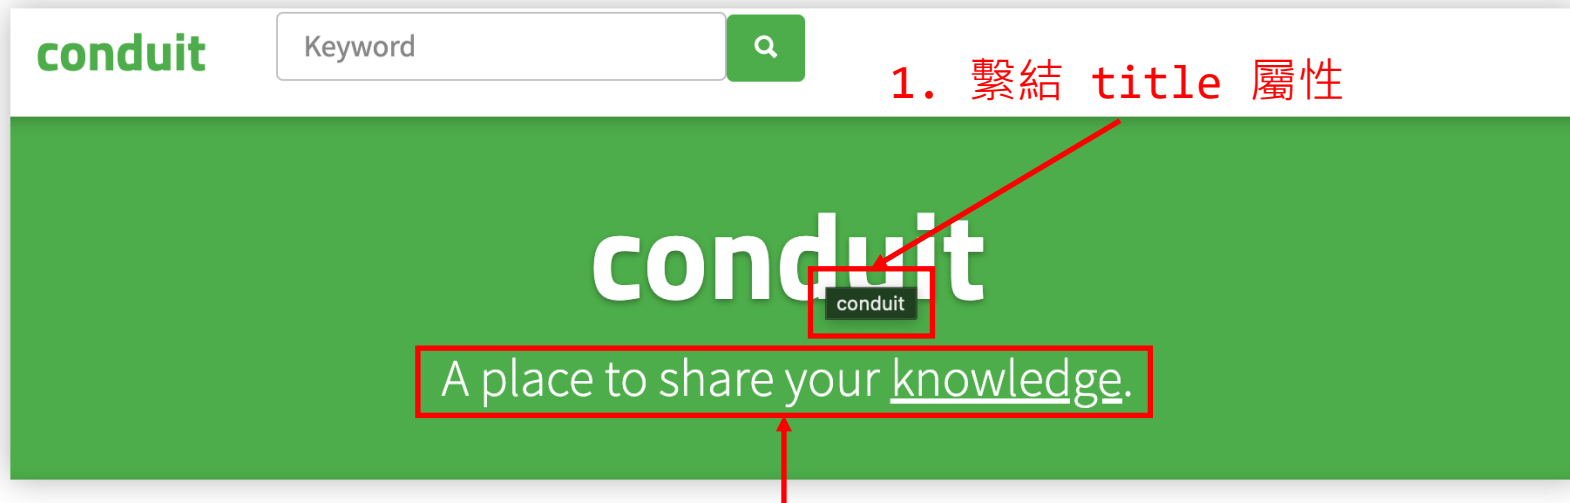 conduit
Keyword
1. 繫結 title 屬性
conduit
conduit
A place to share your knowledge.